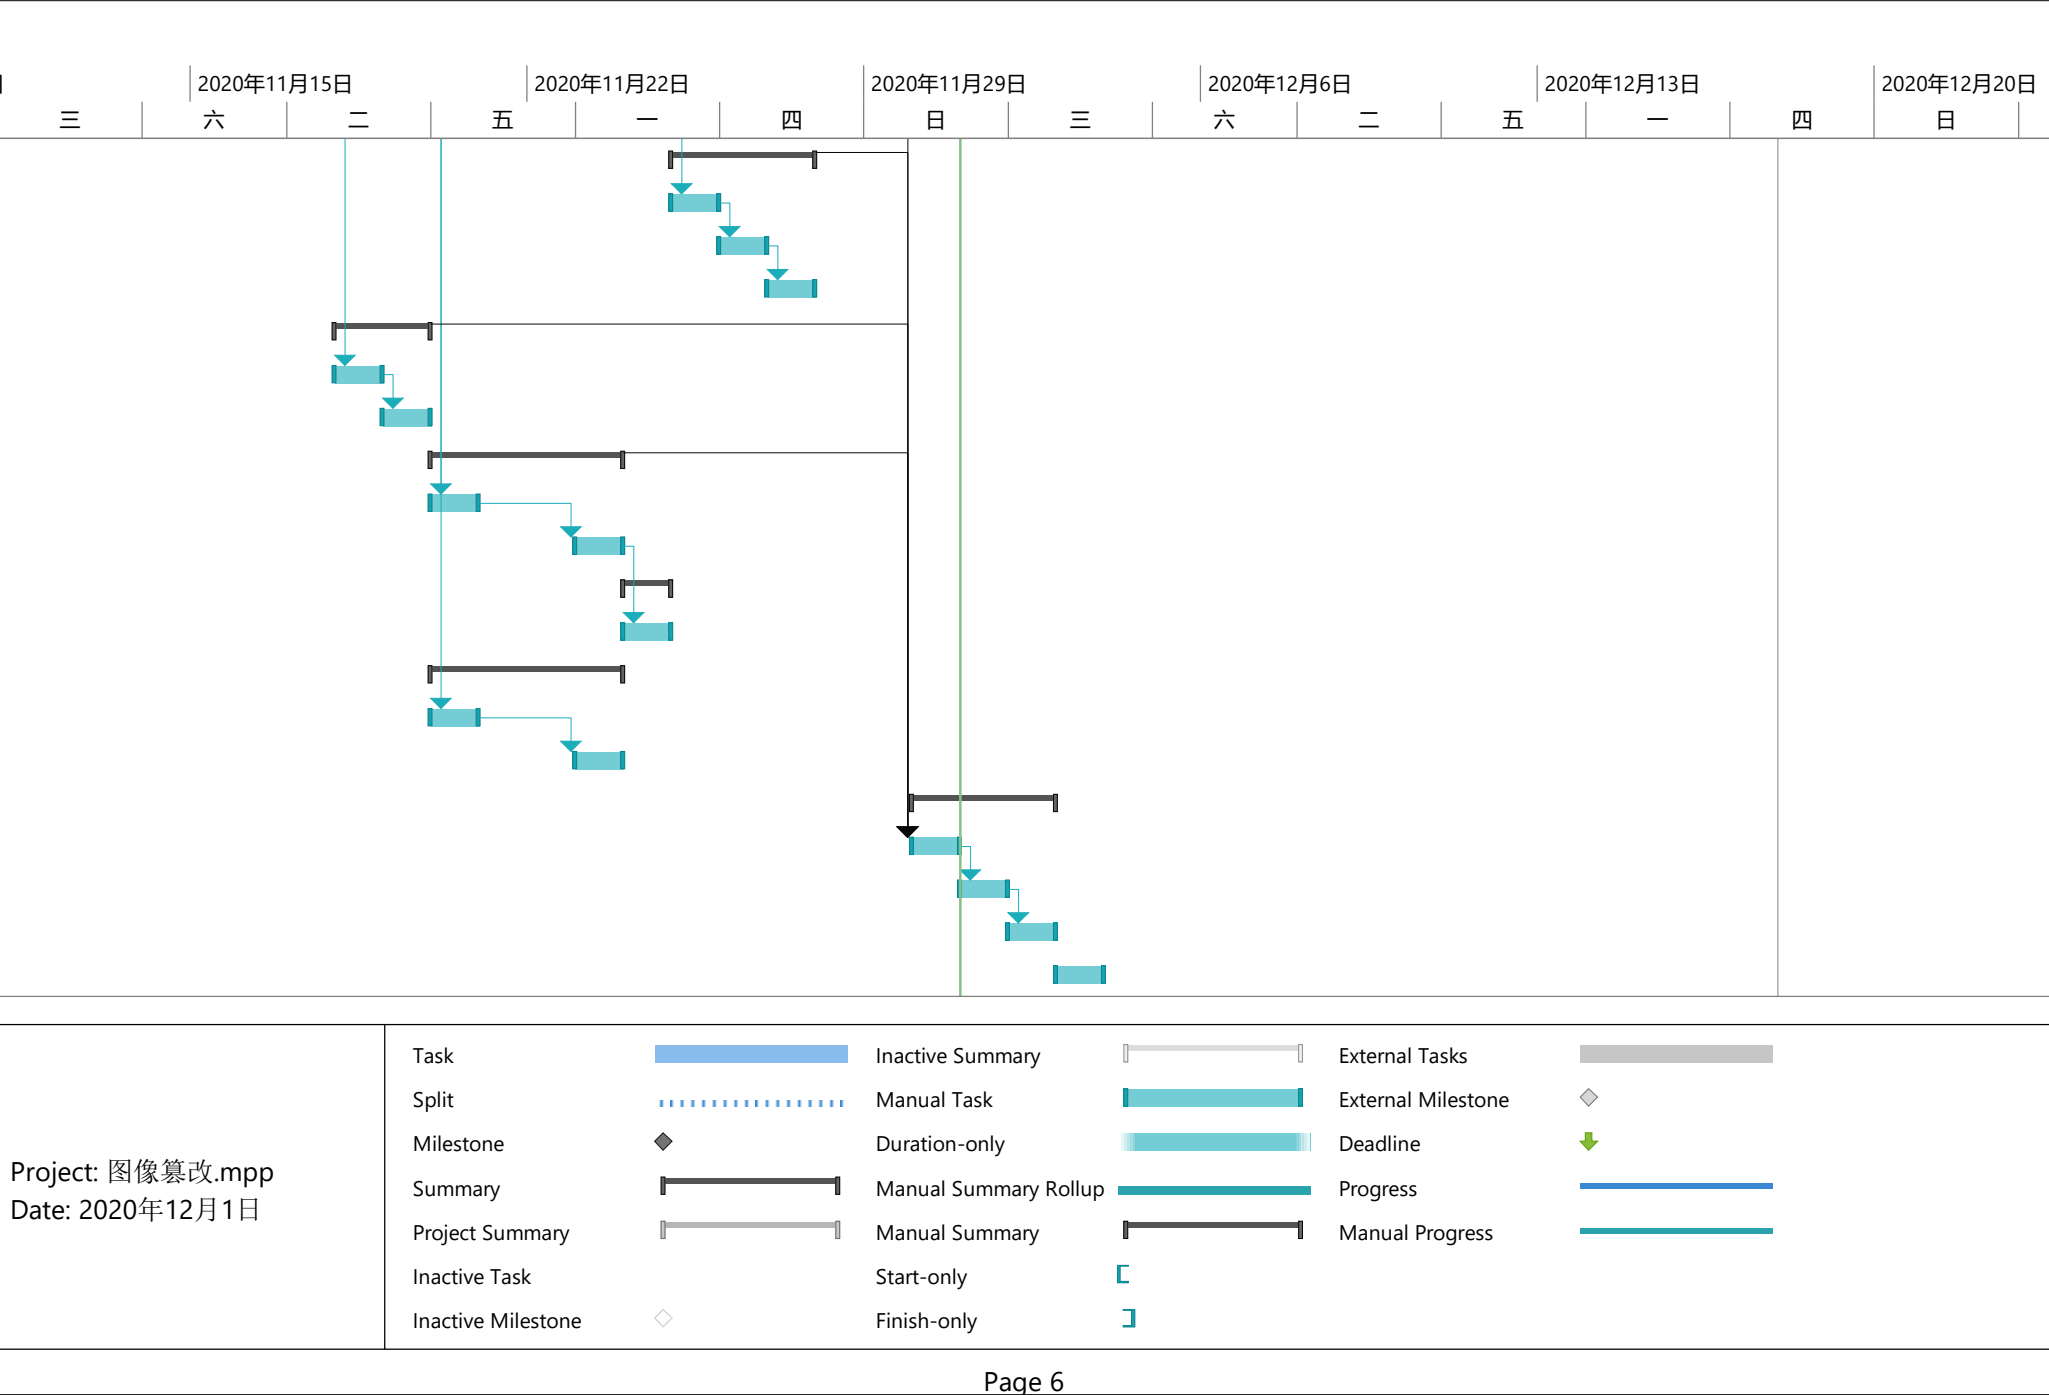 2020年11月15日 2020年11月22日 2020年11月29日 2020年12月6日 2020年12月13日 2020年12月20日
三 六 二 五 一 四 日 三 六 二 五 一 四 日
Task Inactive Summary External Tasks
Split Manual Task External Milestone
Milestone Duration-only Deadline
Summary Manual Summary Rollup Progress
Project Summary Manual Summary Manual Progress
Inactive Task Start-only
Inactive Milestone Finish-only
Project: 图像篡改.mpp
Date: 2020年12月1日
Page 6